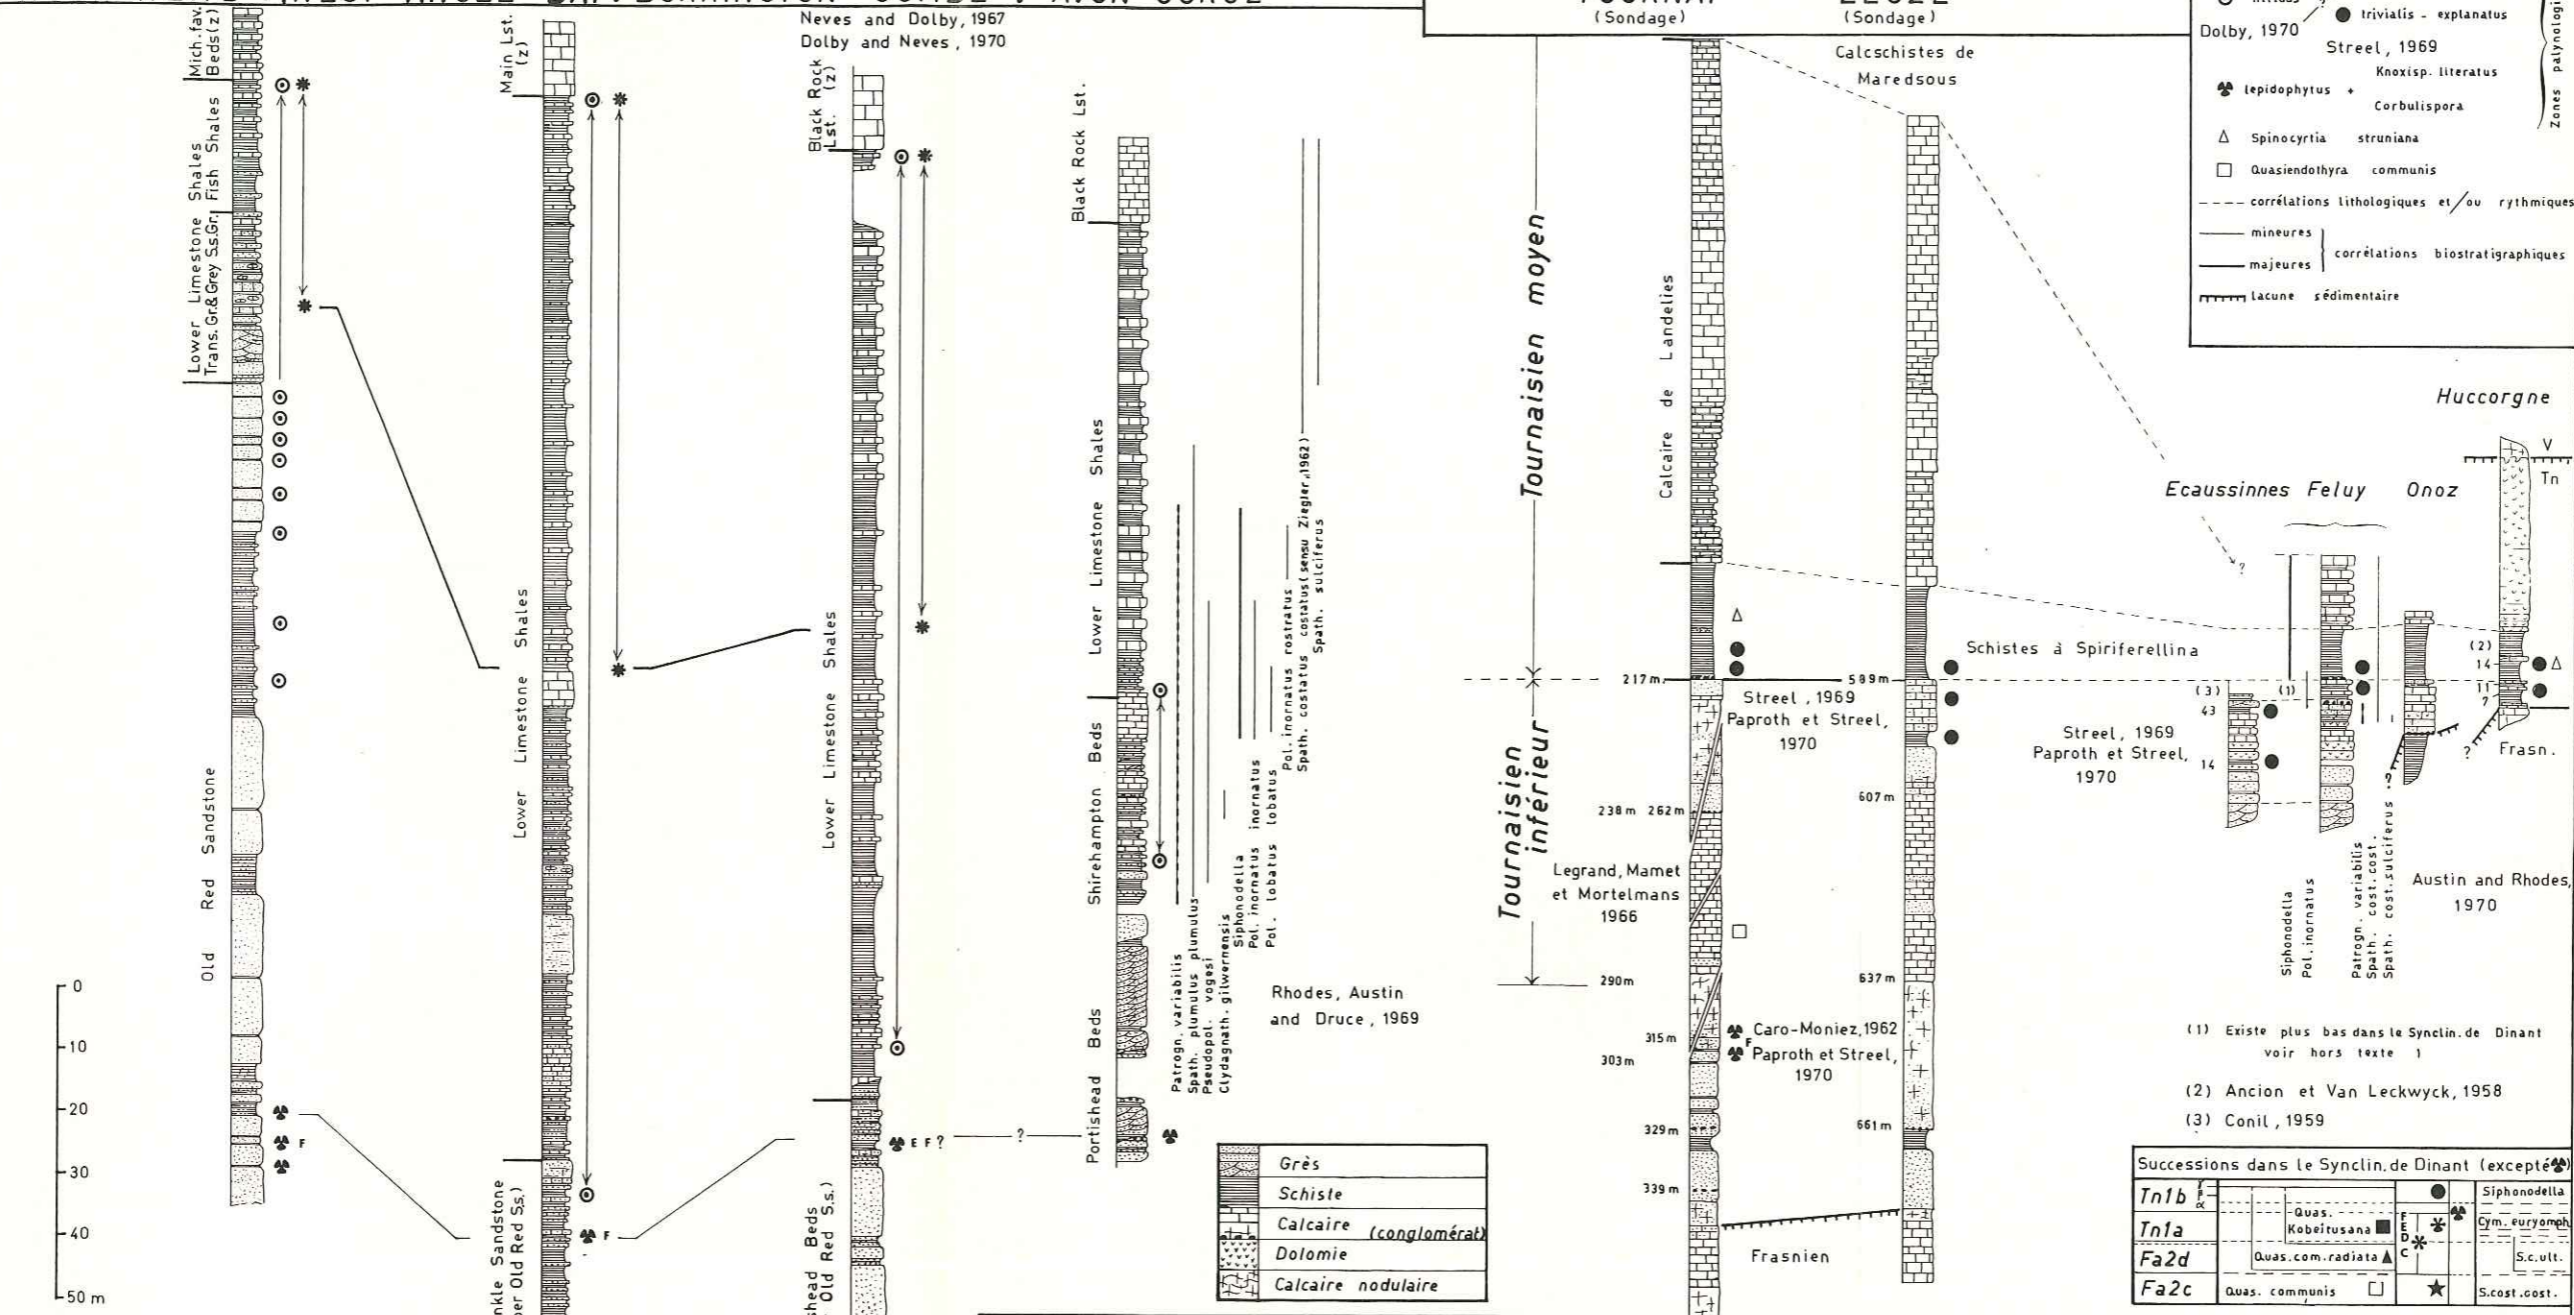 Neves and Dolby, 1967
Dolby and Neves, 1970
(Sondage)
(Sondage)
trivialis - explanatus
Dolby, 1970
Streel, 1969
Knoxisp. literatus
lepidophytus +
Corbulispora
Spinocyrtia struniana
Quasiendothyra communis
corrélations lithologiques et/ou rythmiques
mineures
majeures
corrélations biostratigraphiques
lacune sédimentaire
Mich. fav.
Beds (z)
Lower Limestone Shales
Trans. Gr.& Grey S.s.Gr. Fish Shales
Old Red Sandstone
0
10
20
30
40
50 m
F
Main Lst.
(z)
Lower Limestone Shales
F
Black Rock
Lst. (z)
Lower Limestone Shales
E F ?
?
Black Rock Lst.
Lower Limestone Shales
Shirehampton Beds
Portishead Beds
Patrogn. variabilis
Spath. plumulus plumulus
Pseudopol. vogesi
Clydagnath. gilwernensis
Siphonodella
Pol. inornatus inornatus
Pol. lobatus lobatus
Pol. inornatus rostratus
Spath. costatus costatus (sensu Ziegler, 1962)
Spath. sulciferus
Rhodes, Austin
and Druce, 1969
Grès
Schiste
Calcaire (conglomérat)
Dolomie
Calcaire nodulaire
Tournaisien moyen
Tournaisien
inférieur
Calcaire de Landelies
Calcschistes de
Maredsous
217m
589m
Streel, 1969
Paproth et Streel,
1970
238m 262m
607m
Legrand, Mamet
et Mortelmans
1966
290m
637m
315m
303m
Caro-Moniez, 1962
F
Paproth et Streel,
1970
329m
661m
339m
Frasnien
Schistes à Spiriferellina
Huccorgne
V
Tn
Ecaussinnes Feluy Onoz
?
(2)
14
11
?
(3)
(1)
43
14
Streel, 1969
Paproth et Streel,
1970
?
?
Frasn.
Siphonodella
Pol. inornatus
Patrogn. variabilis
Spath. cost. cost.
Spath. cost. sulciferus
Austin and Rhodes,
1970
(1) Existe plus bas dans le Synclin. de Dinant
voir hors texte 1
(2) Ancion et Van Leckwyck, 1958
(3) Conil, 1959
Successions dans le Synclin. de Dinant (excepté)
Tn1b γ β α
Siphonodella
Tn1a
Quas.
Kobeitusana
F
E
D
C
Cym. euryomph
Fa2d
Quas. com. radiata
S.c.ult.
Fa2c
Quas. communis
S.cost.cost.